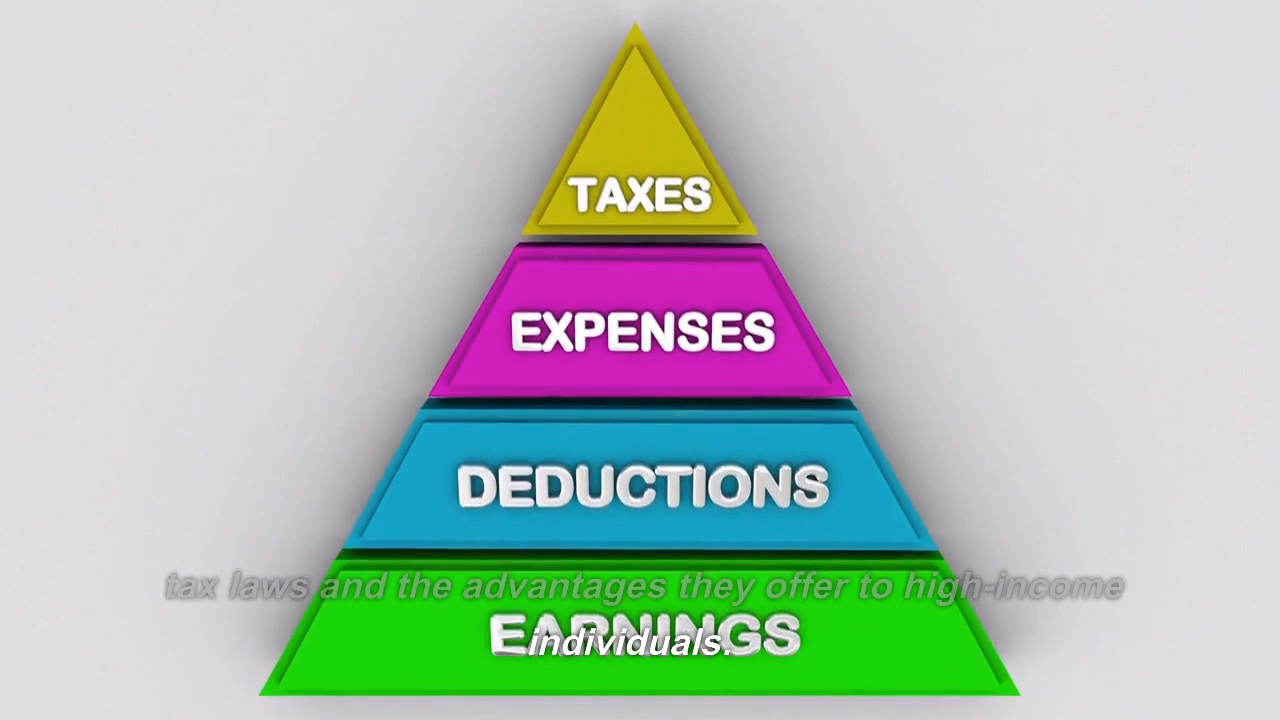 TAXES
EXPENSES
DEDUCTIONS
tax laws and the advantages they offer to high-income
EARNINGS
individuals.